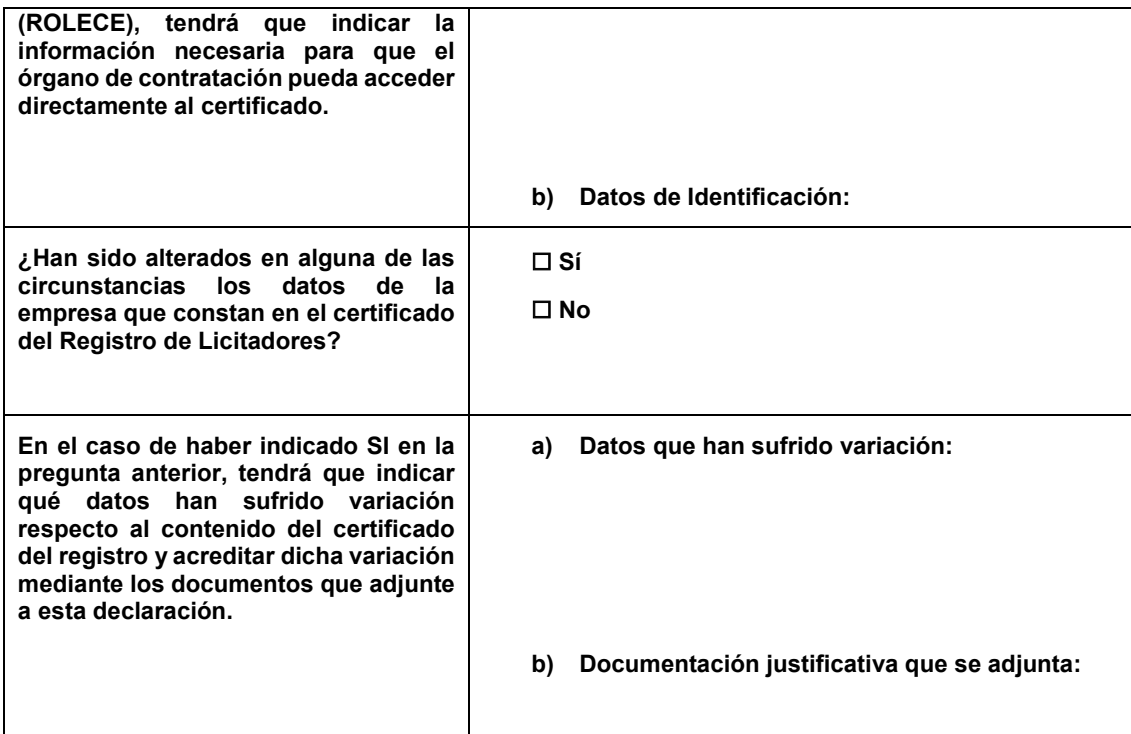 (ROLECE), tendrá que indicar la
información necesaria para que el
órgano de contratación pueda acceder
directamente al certificado.
b) Datos de Identificación:
¿Han sido alterados en alguna de las
circunstancias los datos de la
empresa que constan en el certificado
del Registro de Licitadores?
☐ Sí
☐ No
En el caso de haber indicado SI en la
pregunta anterior, tendrá que indicar
qué datos han sufrido variación
respecto al contenido del certificado
del registro y acreditar dicha variación
mediante los documentos que adjunte
a esta declaración.
a) Datos que han sufrido variación:
b) Documentación justificativa que se adjunta: